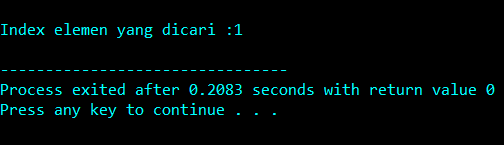 Index elemen yang dicari :1
--------------------------------
Process exited after 0.2083 seconds with return value 0
Press any key to continue . . .